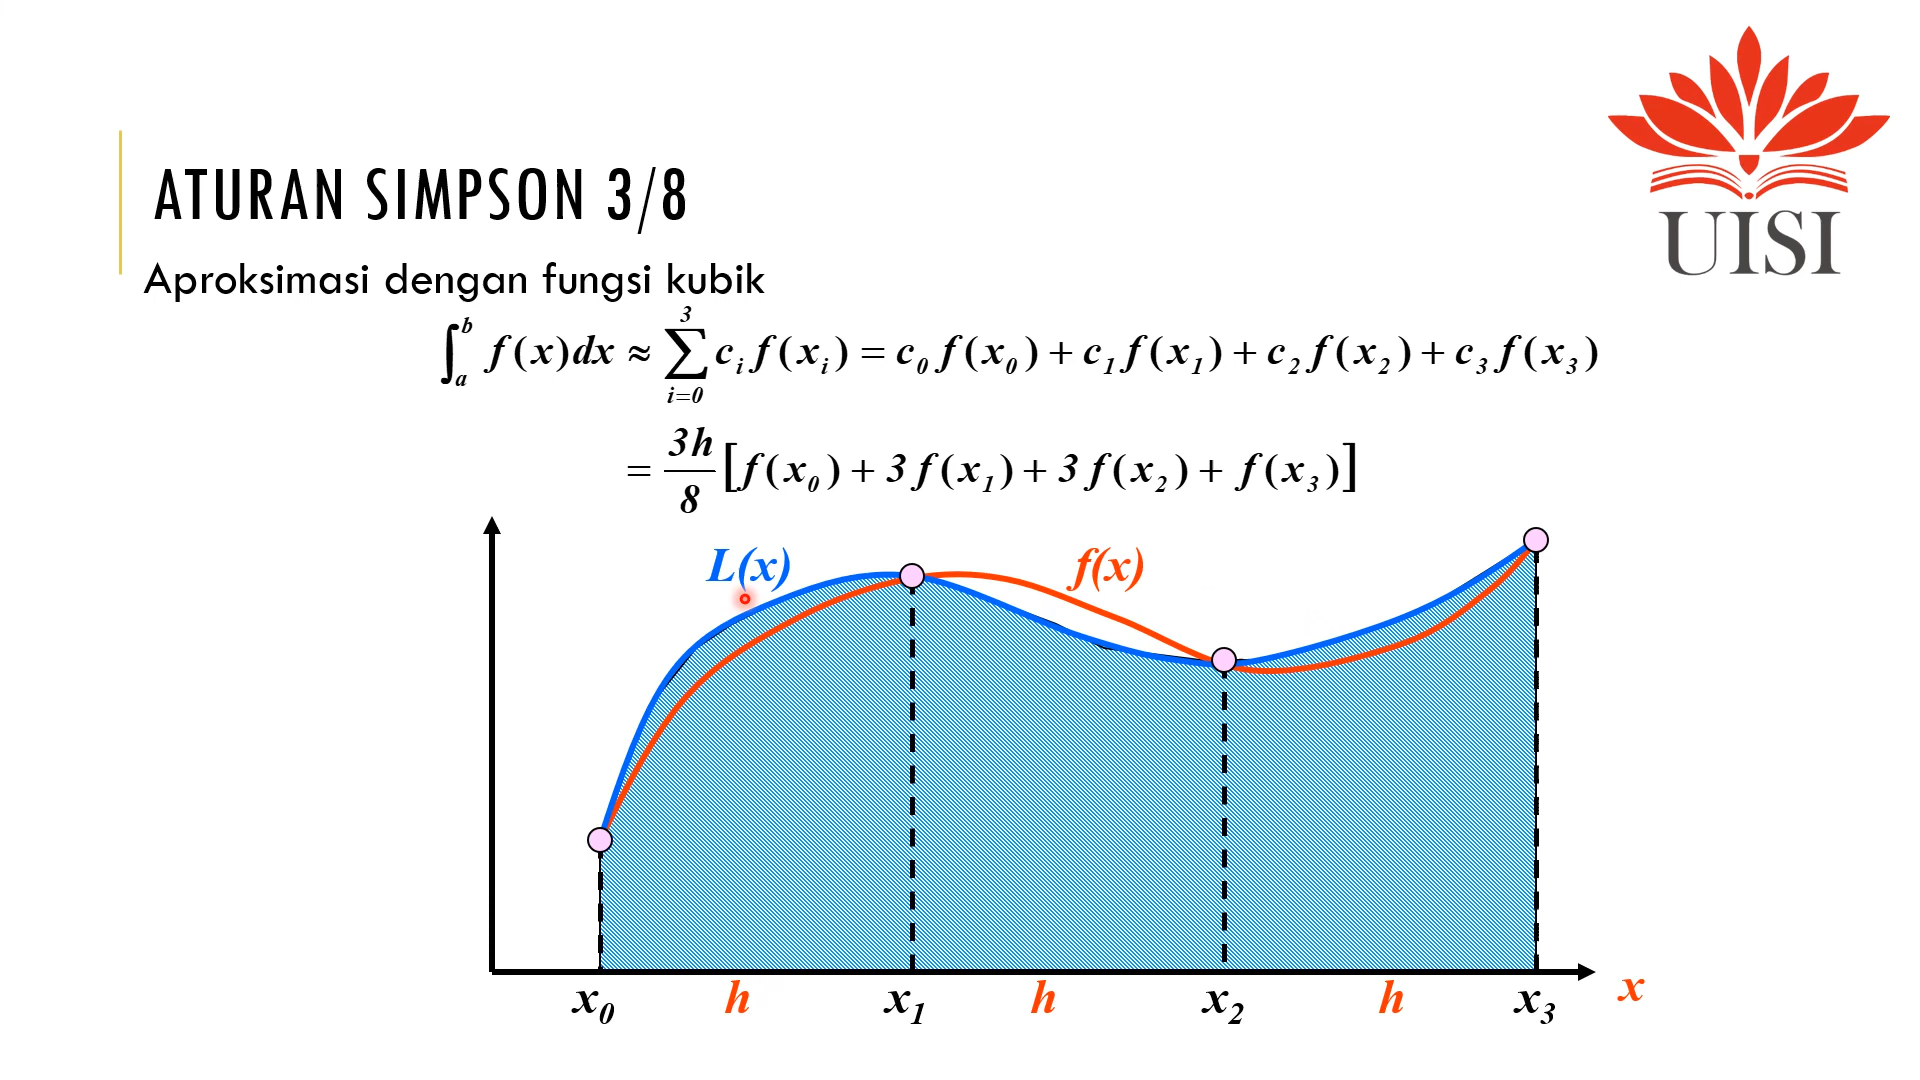 UISI
ATURAN SIMPSON 3/8
Aproksimasi dengan fungsi kubik
∫_a^b f(x)dx ≈ ∑_{i=0}^3 c_i f(x_i) = c_0 f(x_0) + c_1 f(x_1) + c_2 f(x_2) + c_3 f(x_3)
= 3h/8 [f(x_0) + 3f(x_1) + 3f(x_2) + f(x_3)]
L(x) f(x)
x_0 h x_1 h x_2 h x_3 x